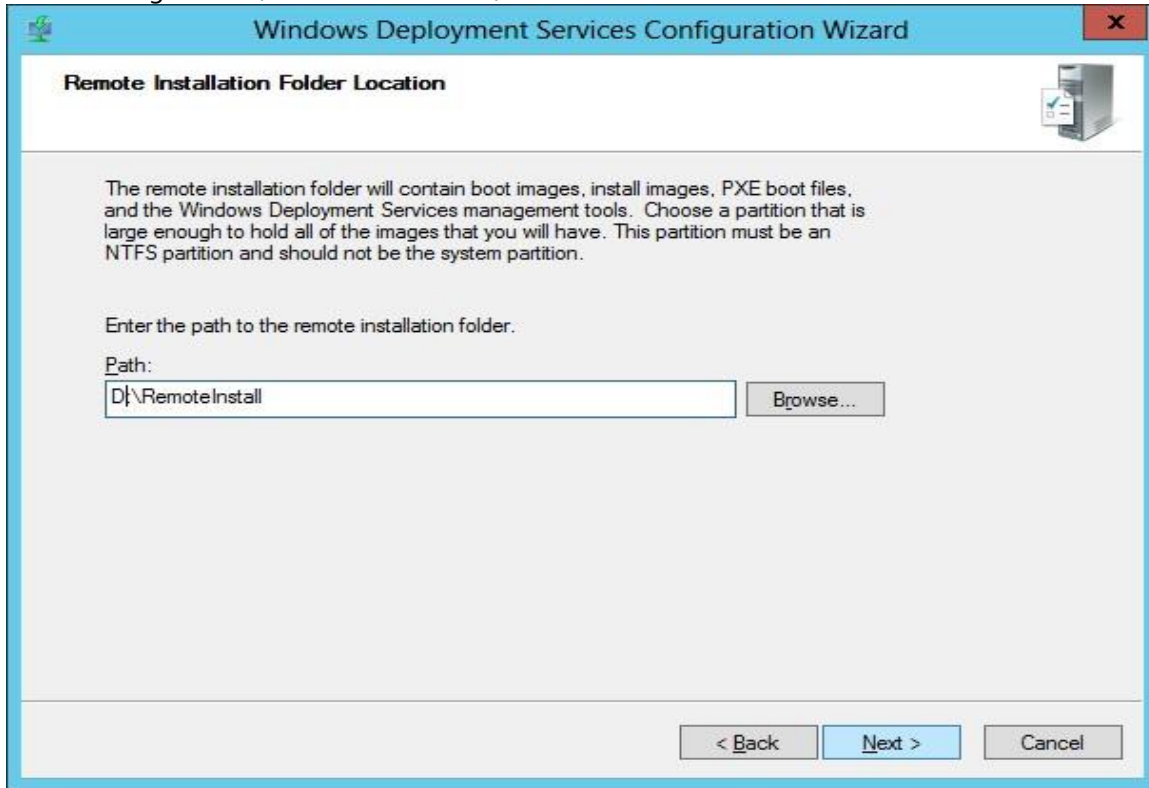 Windows Deployment Services Configuration Wizard
x
Remote Installation Folder Location
The remote installation folder will contain boot images, install images, PXE boot files,
and the Windows Deployment Services management tools. Choose a partition that is
large enough to hold all of the images that you will have. This partition must be an
NTFS partition and should not be the system partition.
Enter the path to the remote installation folder.
Path:
D:\RemoteInstall
Browse...
< Back
Next >
Cancel